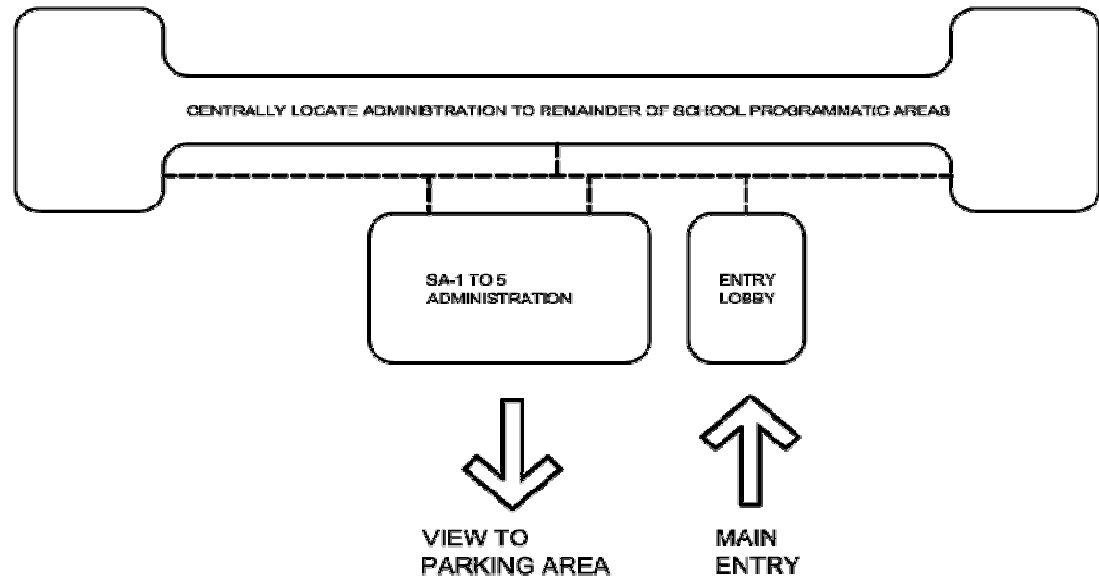 CENTRALLY LOCATE ADMINISTRATION TO REMAINDER OF SCHOOL PROGRAMMATIC AREAS
SA-1 TO 5
ADMINISTRATION
ENTRY
LOBBY
VIEW TO
PARKING AREA
MAIN
ENTRY